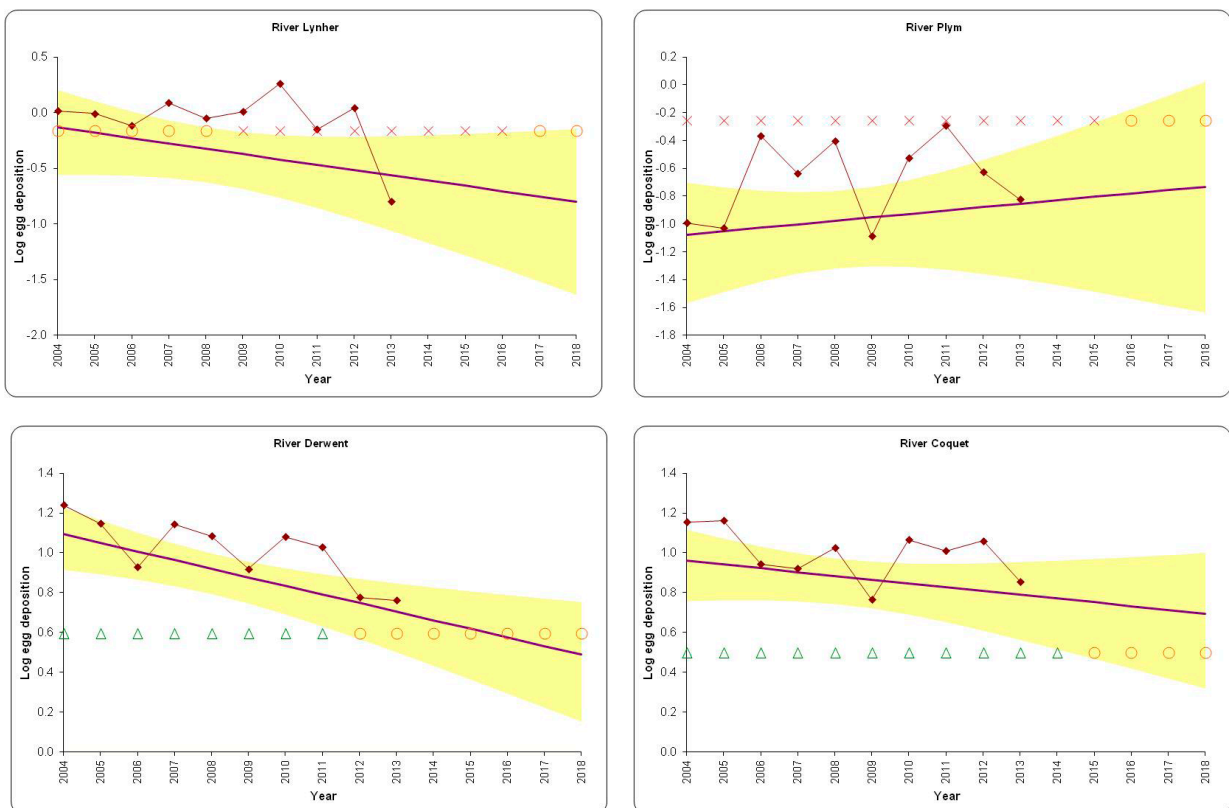 River Lynher
Log egg deposition
0.5
0.0
-0.5
-1.0
-1.5
-2.0
2004 2005 2006 2007 2008 2009 2010 2011 2012 2013 2014 2015 2016 2017 2018
Year
River Plym
Log egg deposition
0.2
0.0
-0.2
-0.4
-0.6
-0.8
-1.0
-1.2
-1.4
-1.6
-1.8
2004 2005 2006 2007 2008 2009 2010 2011 2012 2013 2014 2015 2016 2017 2018
Year
River Derwent
Log egg deposition
1.4
1.2
1.0
0.8
0.6
0.4
0.2
0.0
2004 2005 2006 2007 2008 2009 2010 2011 2012 2013 2014 2015 2016 2017 2018
Year
River Coquet
Log egg deposition
1.4
1.2
1.0
0.8
0.6
0.4
0.2
0.0
2004 2005 2006 2007 2008 2009 2010 2011 2012 2013 2014 2015 2016 2017 2018
Year